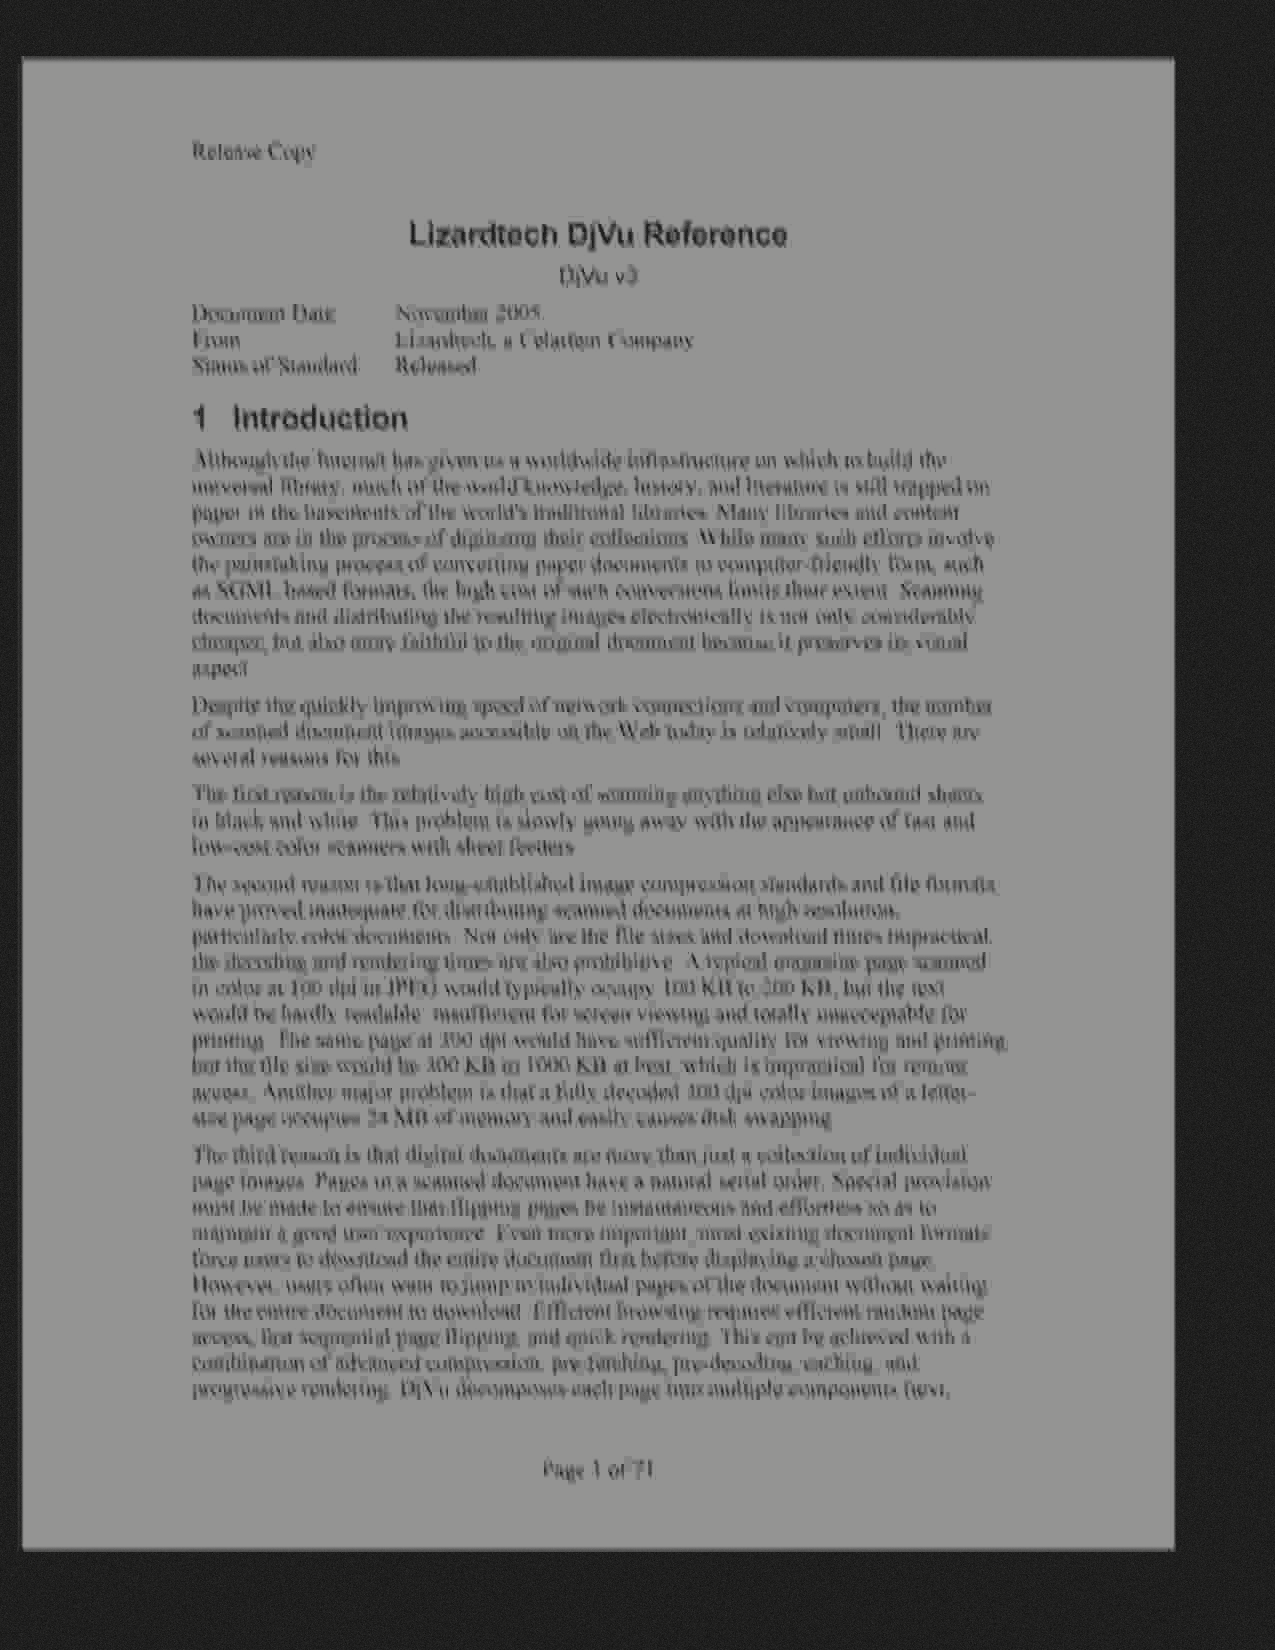 Release Copy
Lizardtech DjVu Reference
DjVu v3
Document Date November 2005
From Lizardtech, a Celartem Company
Status of Standard Released
1 Introduction
Although the Internet has given us a worldwide infrastructure on which to build the
universal library, much of the world knowledge, history, and literature is still trapped on
paper in the basements of the world's traditional libraries. Many libraries and content
owners are in the process of digitizing their collections. While many such efforts involve
the painstaking process of converting paper documents to computer-friendly form, such
as SGML based formats, the high cost of such conversions limits their extent. Scanning
documents and distributing the resulting images electronically is not only considerably
cheaper, but also more faithful to the original document because it preserves its visual
aspect.
Despite the quickly improving speed of network connections and computers, the number
of scanned document images accessible on the Web today is relatively small. There are
several reasons for this.
The first reason is the relatively high cost of scanning anything else but unbound sheets
in black and white. This problem is slowly going away with the appearance of fast and
low-cost color scanners with sheet feeders.
The second reason is that long-established image compression standards and file formats
have proved inadequate for distributing scanned documents at high resolution,
particularly color documents. Not only are the file sizes and download times impractical,
the decoding and rendering times are also prohibitive. A typical magazine page scanned
in color at 100 dpi in JPEG would typically occupy 100 KB to 200 KB, but the text
would be hardly readable: insufficient for screen viewing and totally unacceptable for
printing. The same page at 300 dpi would have sufficient quality for viewing and printing,
but the file size would be 300 KB to 1000 KB at best, which is impractical for remote
access. Another major problem is that a fully decoded 300 dpi color images of a letter-
size page occupies 24 MB of memory and easily causes disk swapping.
The third reason is that digital documents are more than just a collection of individual
page images. Pages in a scanned document have a natural serial order. Special provision
must be made to ensure that flipping pages be instantaneous and effortless so as to
maintain a good user experience. Even more important, most existing document formats
force users to download the entire document first before displaying a chosen page.
However, users often want to jump to individual pages of the document without waiting
for the entire document to download. Efficient browsing requires efficient random page
access, fast sequential page flipping, and quick rendering. This can be achieved with a
combination of advanced compression, pre-fetching, pre-decoding, caching, and
progressive rendering. DjVu decomposes each page into multiple components (text,
Page 1 of 71